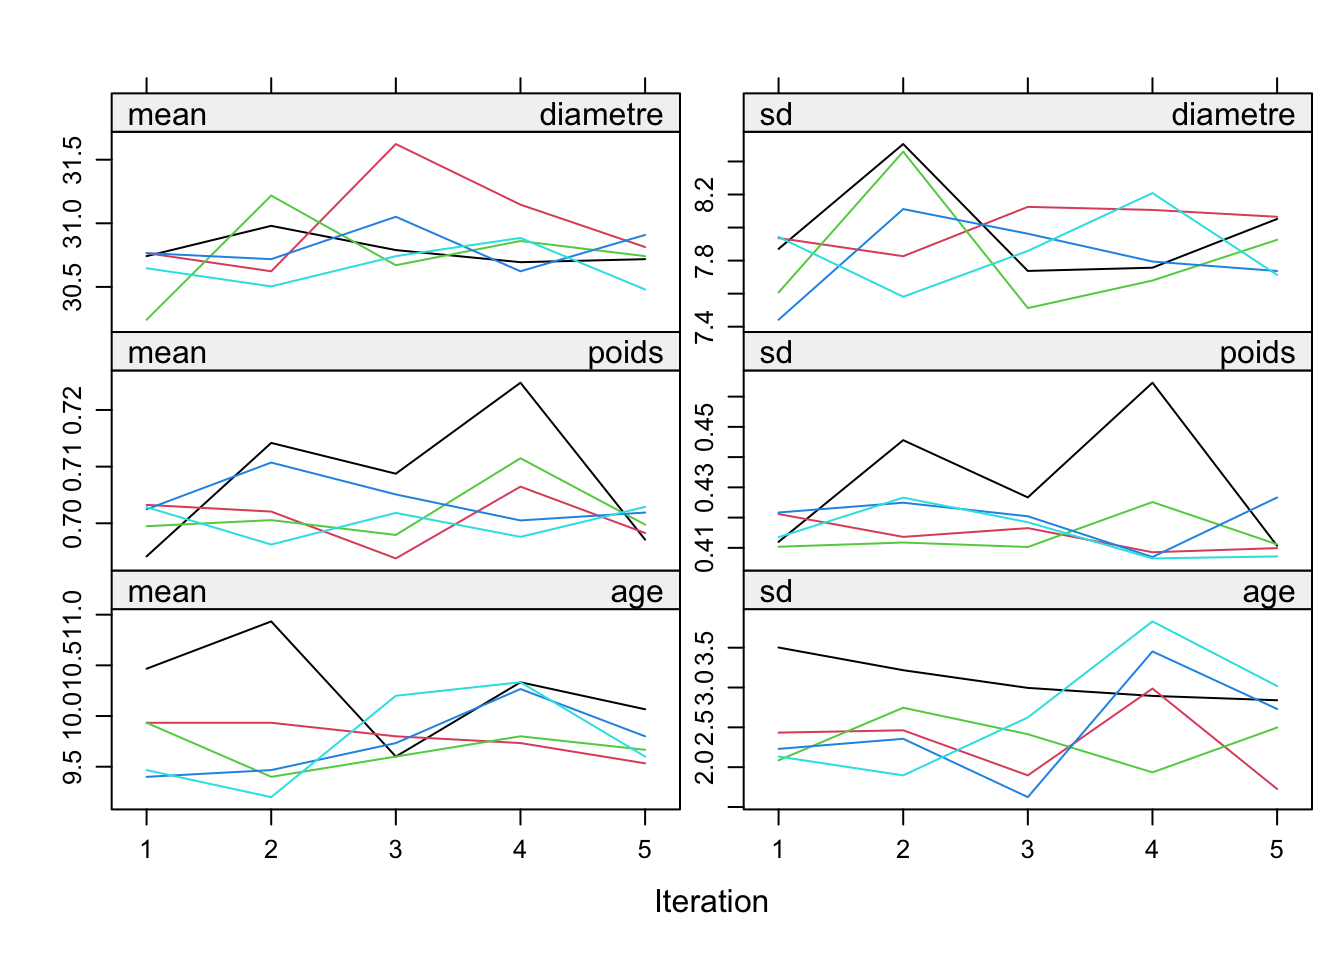 mean diametre
sd diametre
31.5
31.0
30.5
8.2
7.8
7.4
mean poids
sd poids
0.72
0.71
0.70
0.45
0.43
0.41
mean age
sd age
11.0
10.5
10.0
9.5
3.5
3.0
2.5
2.0
1 2 3 4 5
1 2 3 4 5
Iteration